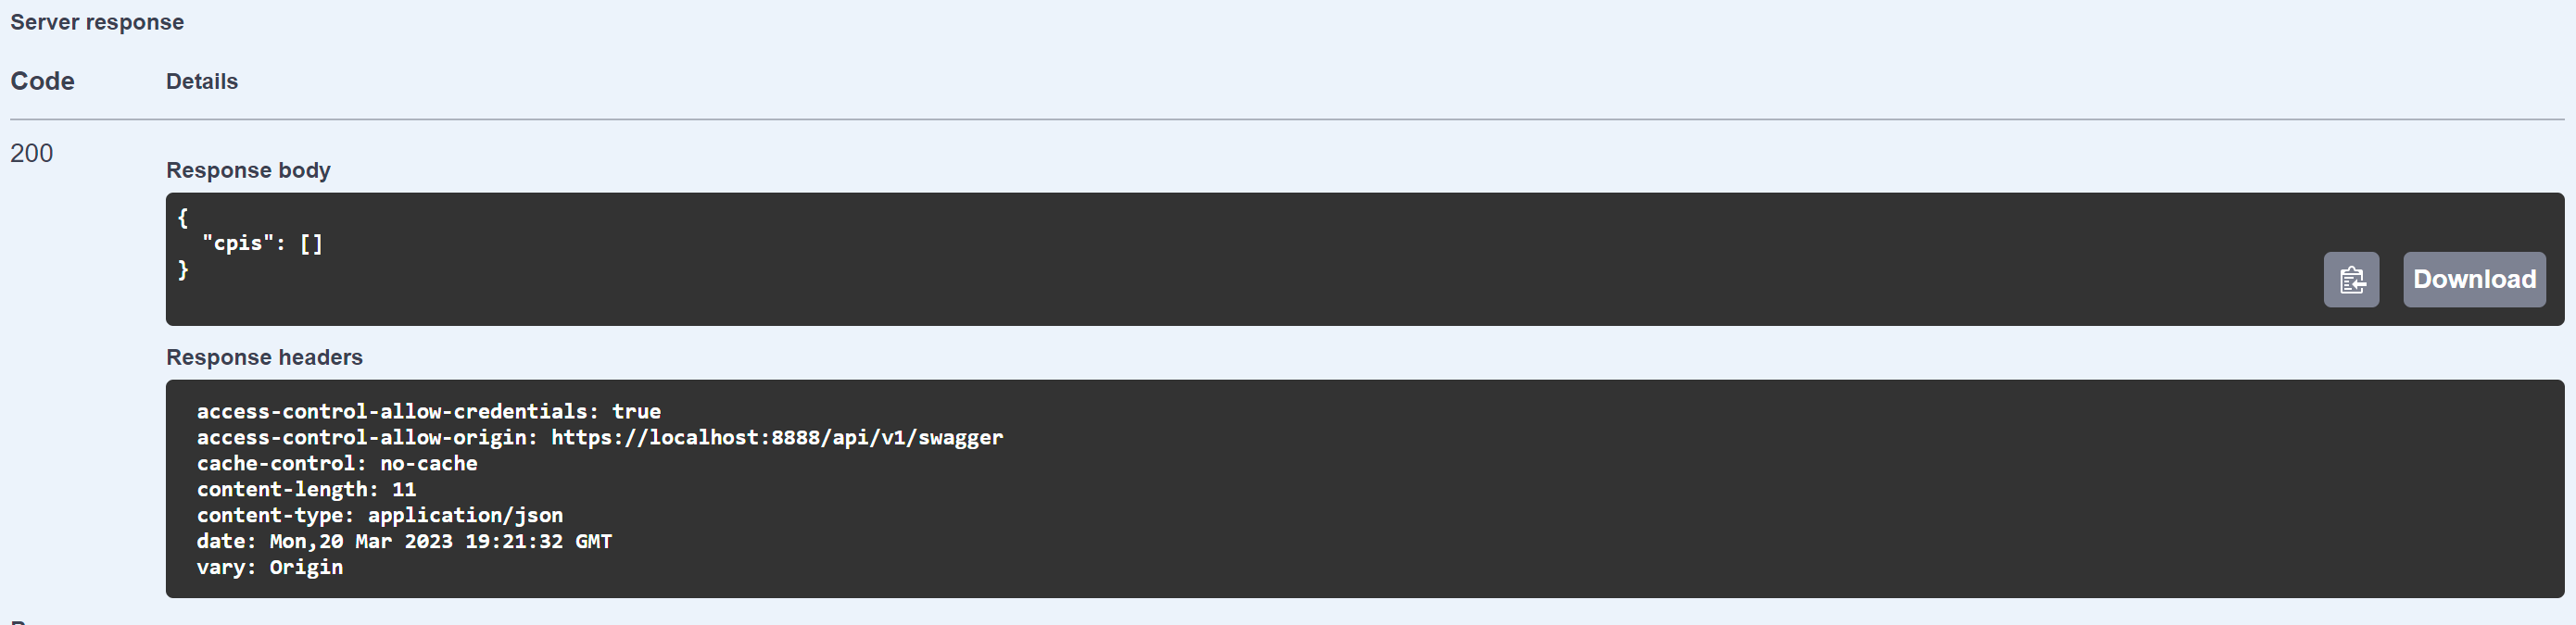 Server response
Code Details
200
Response body
{
"cpis": []
}
Download
Response headers
access-control-allow-credentials: true
access-control-allow-origin: https://localhost:8888/api/v1/swagger
cache-control: no-cache
content-length: 11
content-type: application/json
date: Mon,20 Mar 2023 19:21:32 GMT
vary: Origin